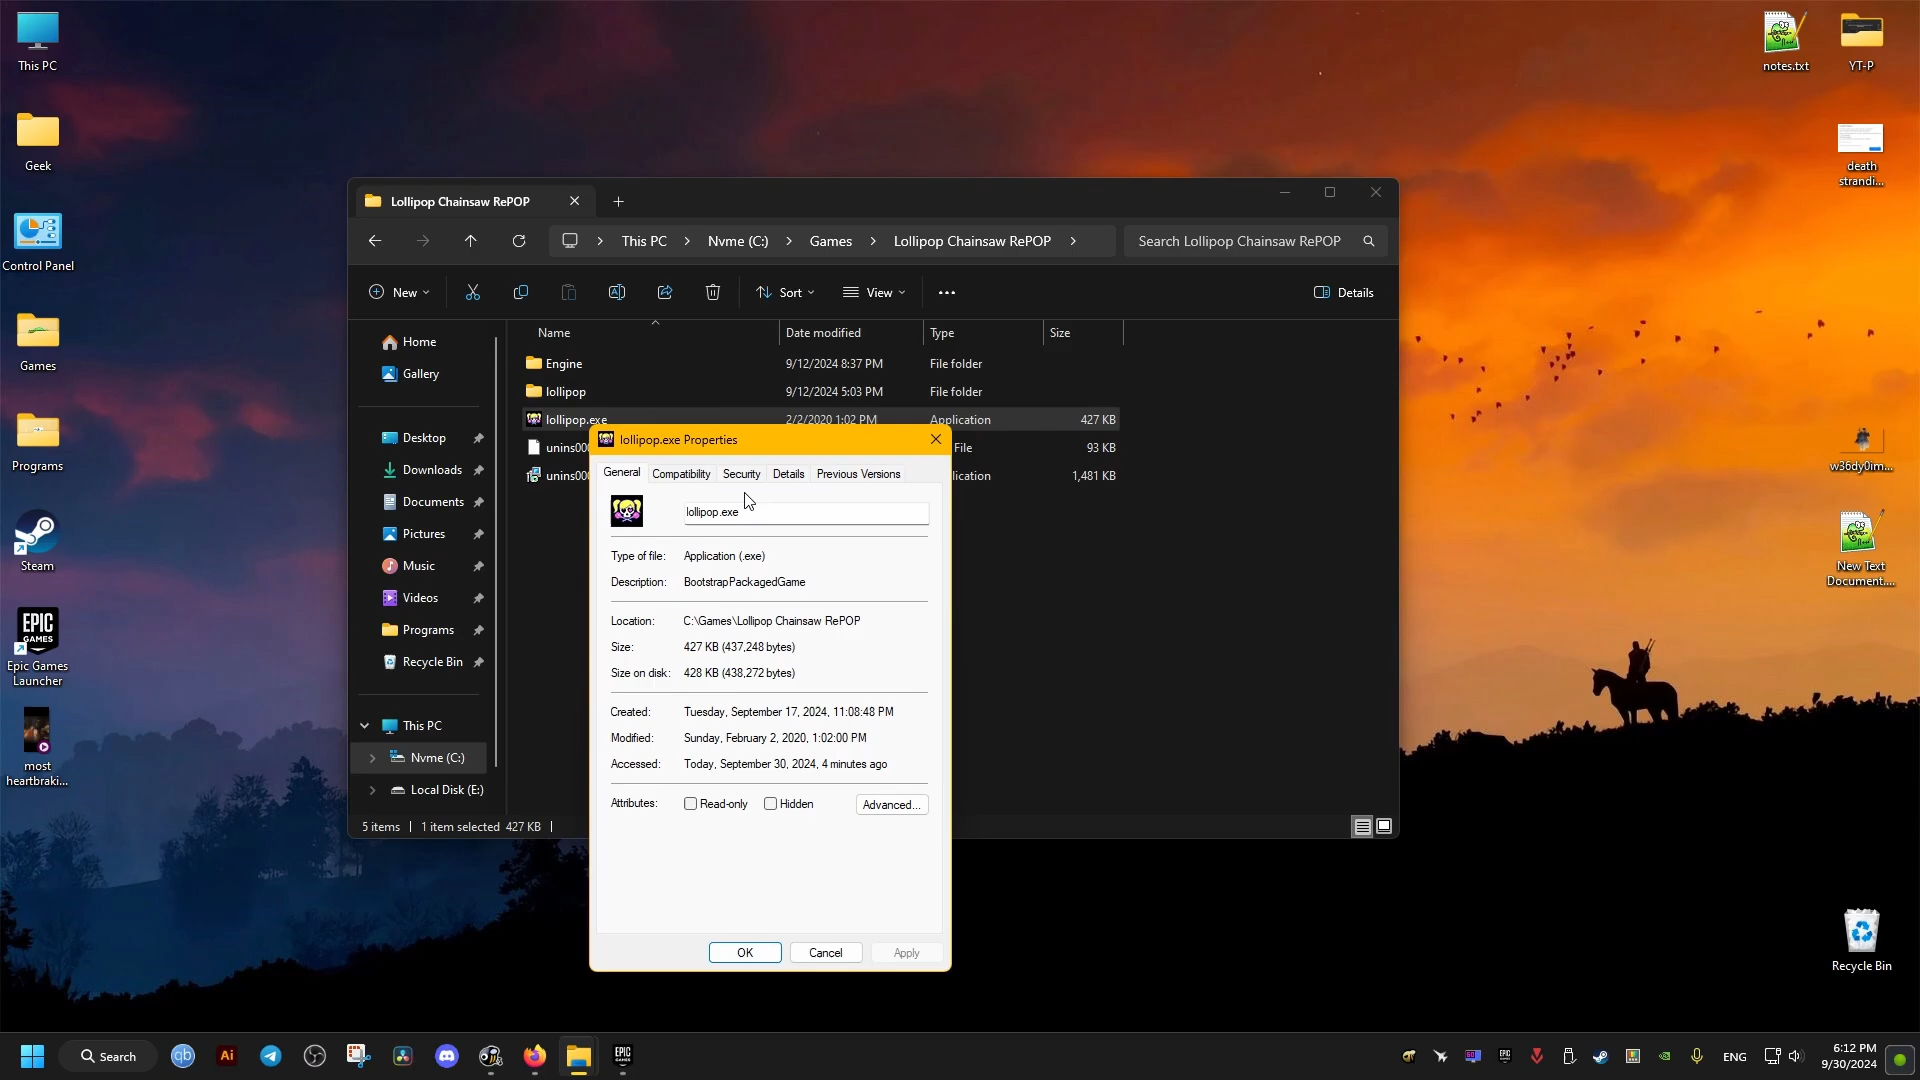 This PC
Geek
Control Panel
Games
Programs
Steam
EPIC
GAMES
Epic Games
Launcher
most
heartbraki...
notes.txt
YT-P
death
strandi...
w36dy0im...
New Text
Document....
Recycle Bin
Lollipop Chainsaw RePOP
This PC
Nvme (C:)
Games
Lollipop Chainsaw RePOP
Search Lollipop Chainsaw RePOP
New
Sort
View
Details
Home
Gallery
Desktop
Downloads
Documents
Pictures
Music
Videos
Programs
Recycle Bin
This PC
Nvme (C:)
Local Disk (E:)
Name Date modified Type Size
Engine 9/12/2024 8:37 PM File folder
lollipop 9/12/2024 5:03 PM File folder
lollipop.exe 2/2/2020 1:02 PM Application 427 KB
unins000 File 93 KB
unins000 1,481 KB
5 items 1 item selected 427 KB
lollipop.exe Properties
General Compatibility Security Details Previous Versions
lollipop.exe
Type of file: Application (.exe)
Description: BootstrapPackagedGame
Location: C:\Games\Lollipop Chainsaw RePOP
Size: 427 KB (437,248 bytes)
Size on disk: 428 KB (438,272 bytes)
Created: Tuesday, September 17, 2024, 11:08:48 PM
Modified: Sunday, February 2, 2020, 1:02:00 PM
Accessed: Today, September 30, 2024, 4 minutes ago
Attributes: Read-only Hidden Advanced...
OK Cancel Apply
Search
qb
Ai
EPIC
ENG
6:12 PM
9/30/2024